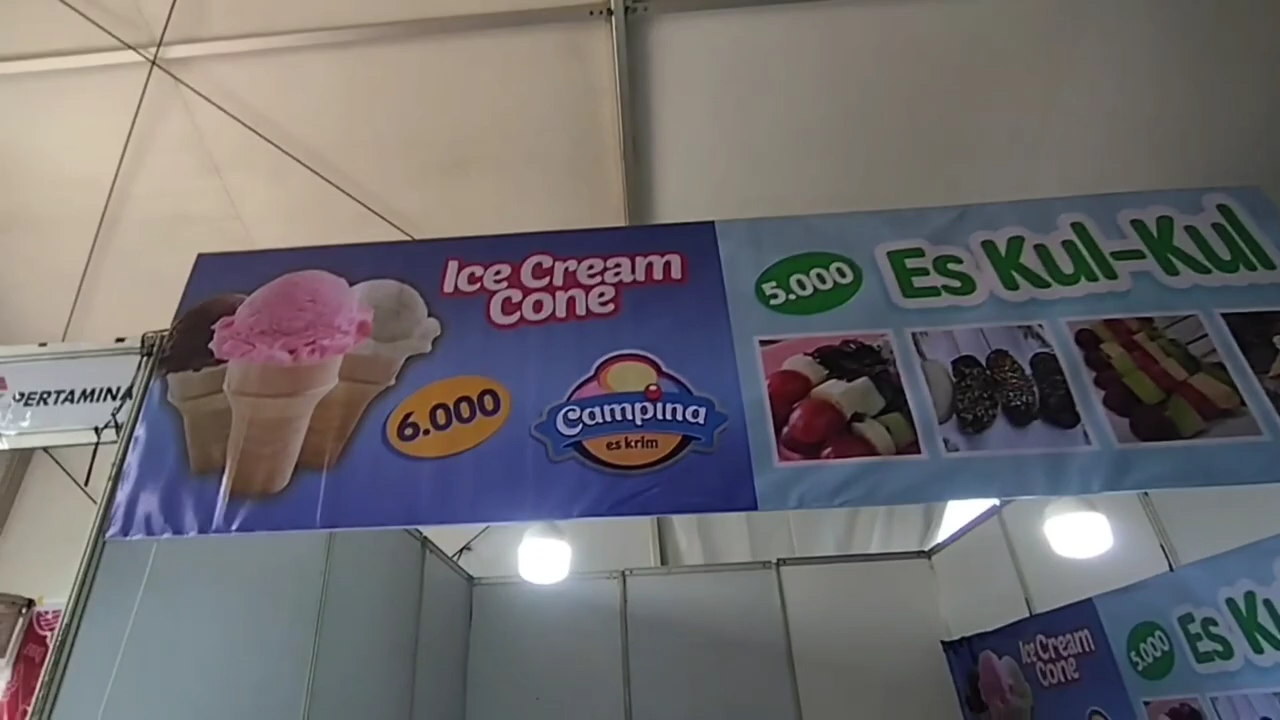 Ice Cream
Cone
6.000
Campina
es krim
5.000
Es Kul-Kul
PERTAMINA
Ice Cream
Cone
5.000
Es